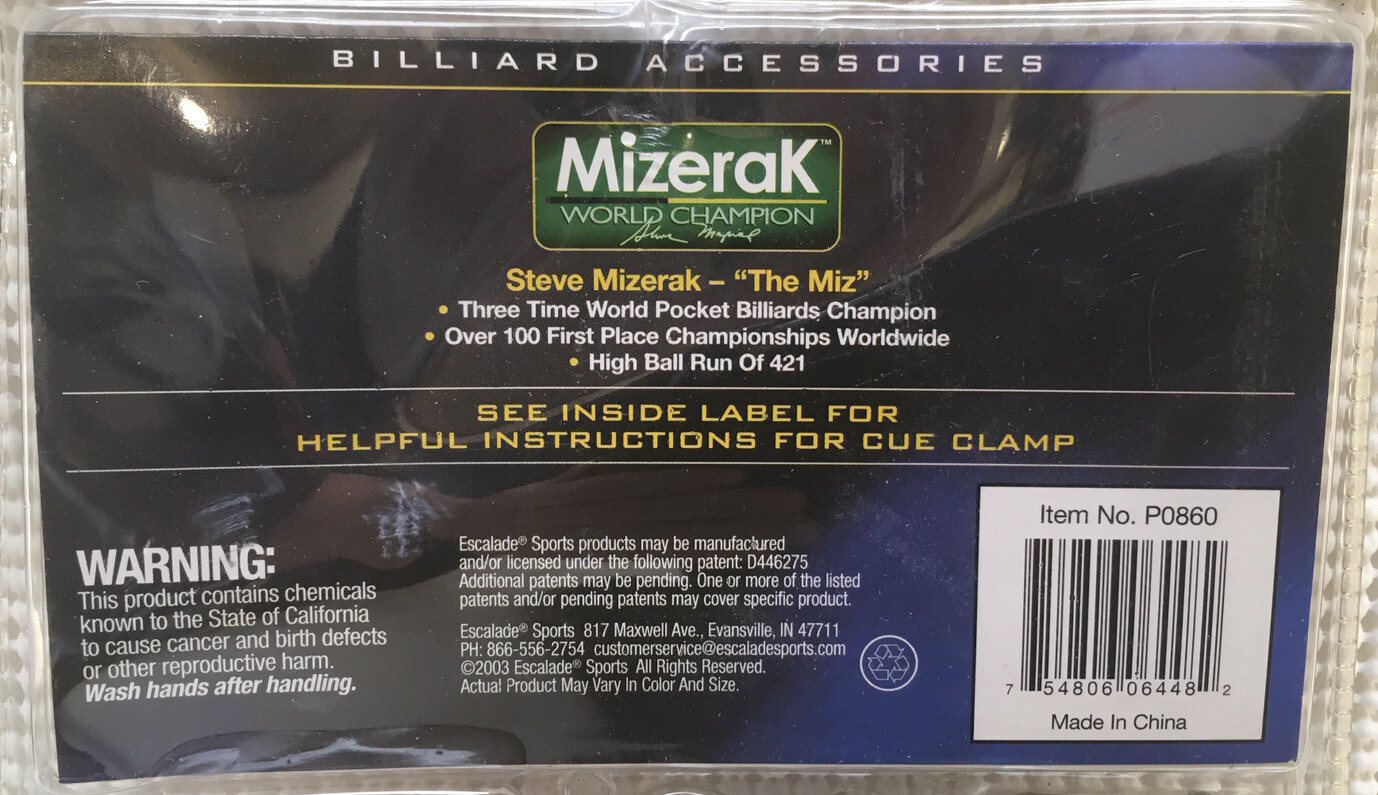 BILLIARD ACCESSORIES
MizeraK™
WORLD CHAMPION
Steve Mizerak – “The Miz”
• Three Time World Pocket Billiards Champion
• Over 100 First Place Championships Worldwide
• High Ball Run Of 421
SEE INSIDE LABEL FOR
HELPFUL INSTRUCTIONS FOR CUE CLAMP
WARNING:
This product contains chemicals
known to the State of California
to cause cancer and birth defects
or other reproductive harm.
Wash hands after handling.
Escalade® Sports products may be manufactured
and/or licensed under the following patent: D446275
Additional patents may be pending. One or more of the listed
patents and/or pending patents may cover specific product.
Escalade® Sports 817 Maxwell Ave., Evansville, IN 47711
PH: 866-556-2754 customerservice@escaladesports.com
©2003 Escalade® Sports All Rights Reserved.
Actual Product May Vary In Color And Size.
Item No. P0860
7 54806 06448 2
Made In China